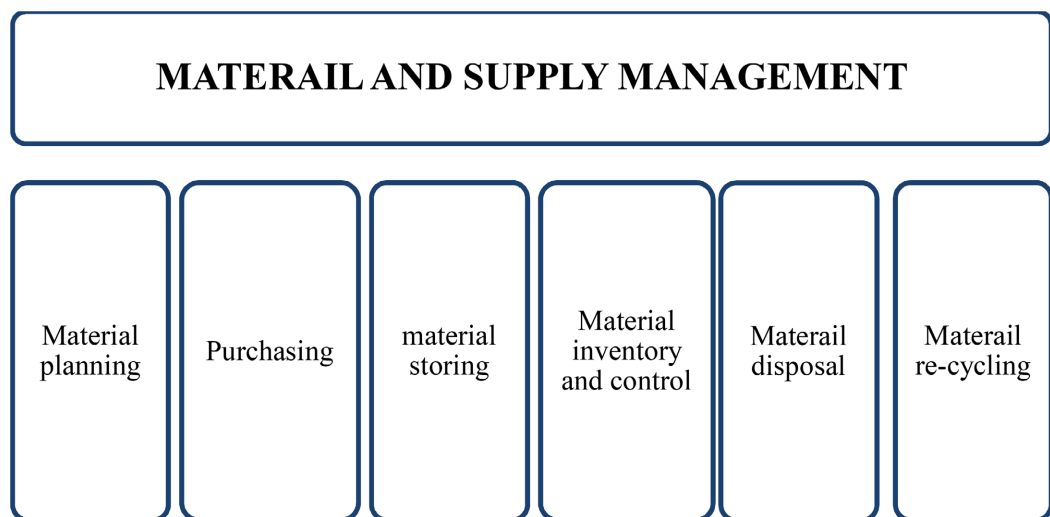 MATERAIL AND SUPPLY MANAGEMENT
Material
planning
Purchasing
material
storing
Material
inventory
and control
Materail
disposal
Materail
re-cycling